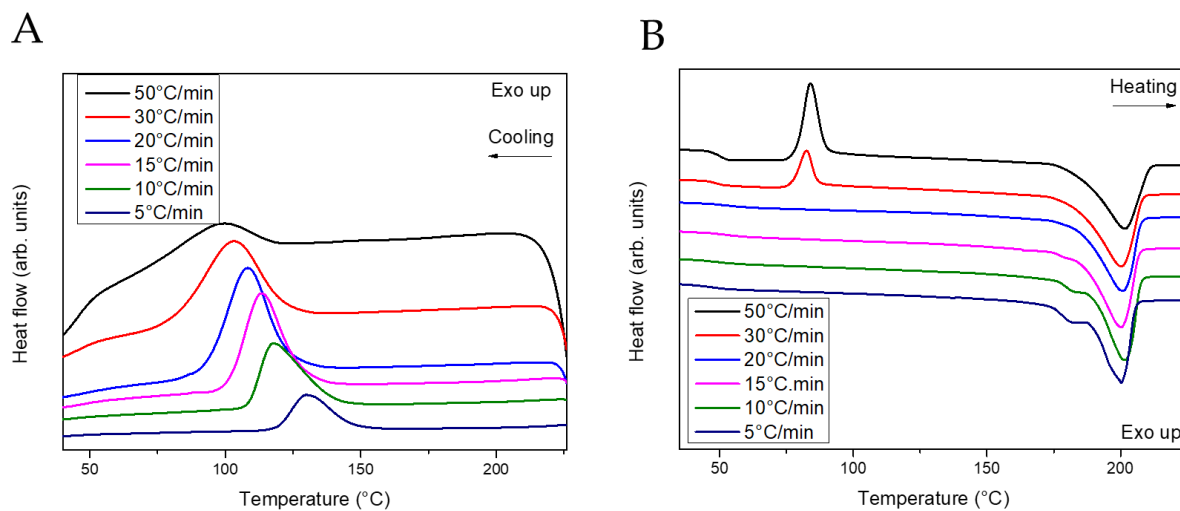 A
50°C/min
30°C/min
20°C/min
15°C/min
10°C/min
5°C/min
Exo up
Cooling
Heat flow (arb. units)
50
100
150
200
Temperature (°C)
B
Heating
50°C/min
30°C/min
20°C/min
15°C.min
10°C/min
5°C/min
Exo up
Heat flow (arb. units)
50
100
150
200
Temperature (°C)